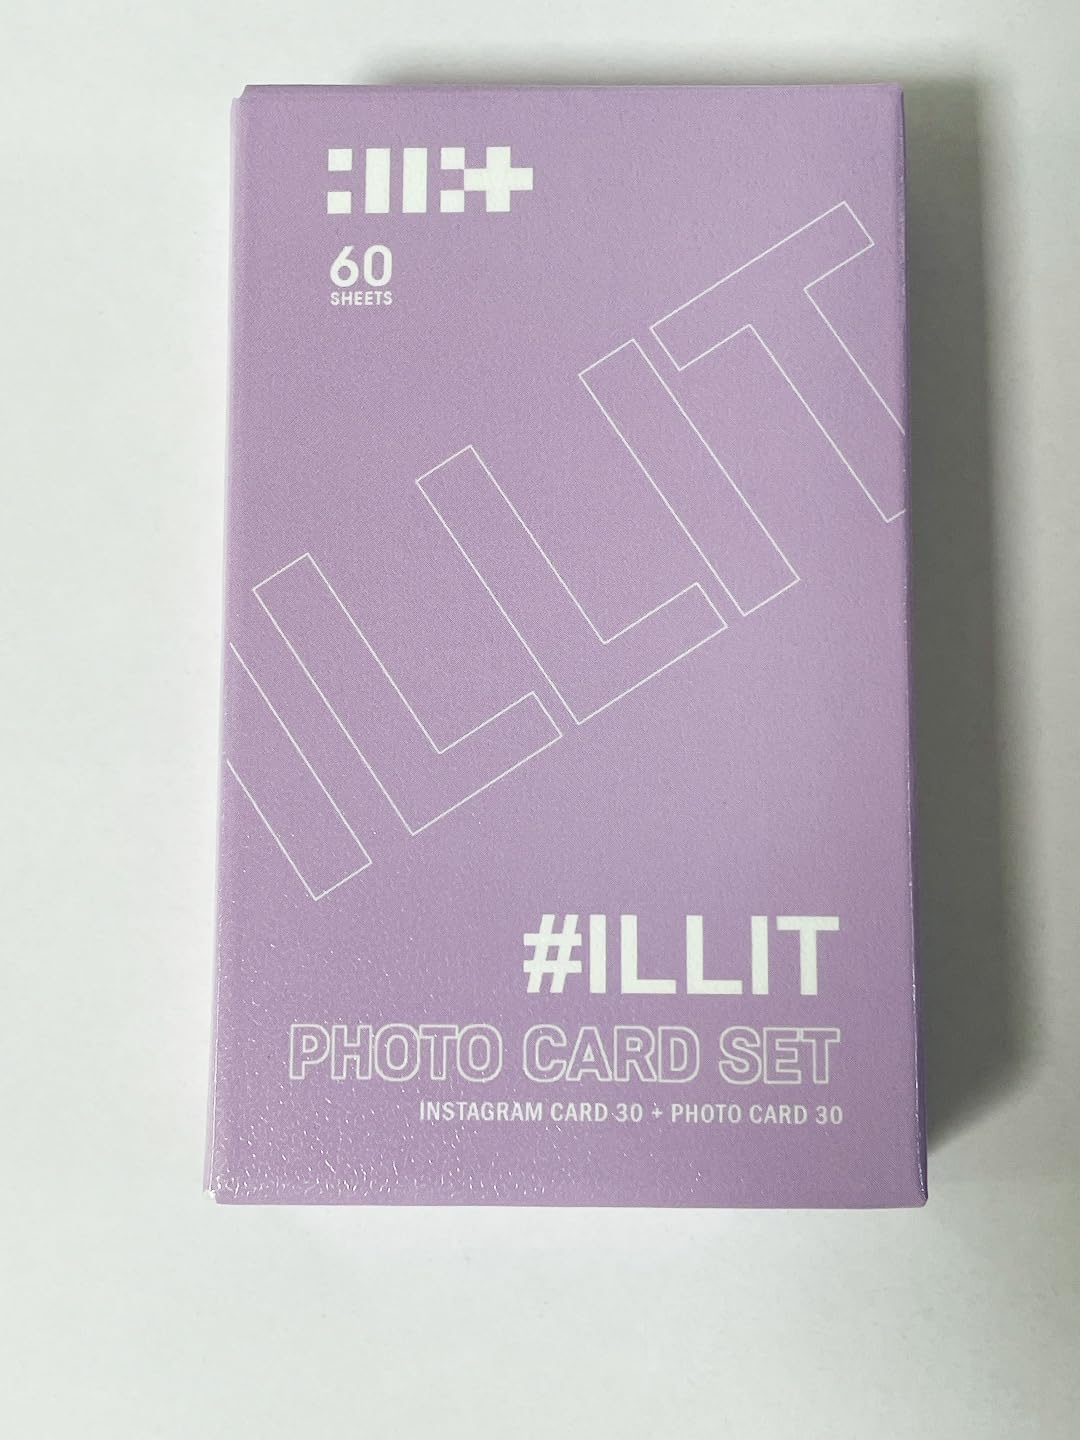 60
SHEETS
ILLIT
#ILLIT
PHOTO CARD SET
INSTAGRAM CARD 30 + PHOTO CARD 30